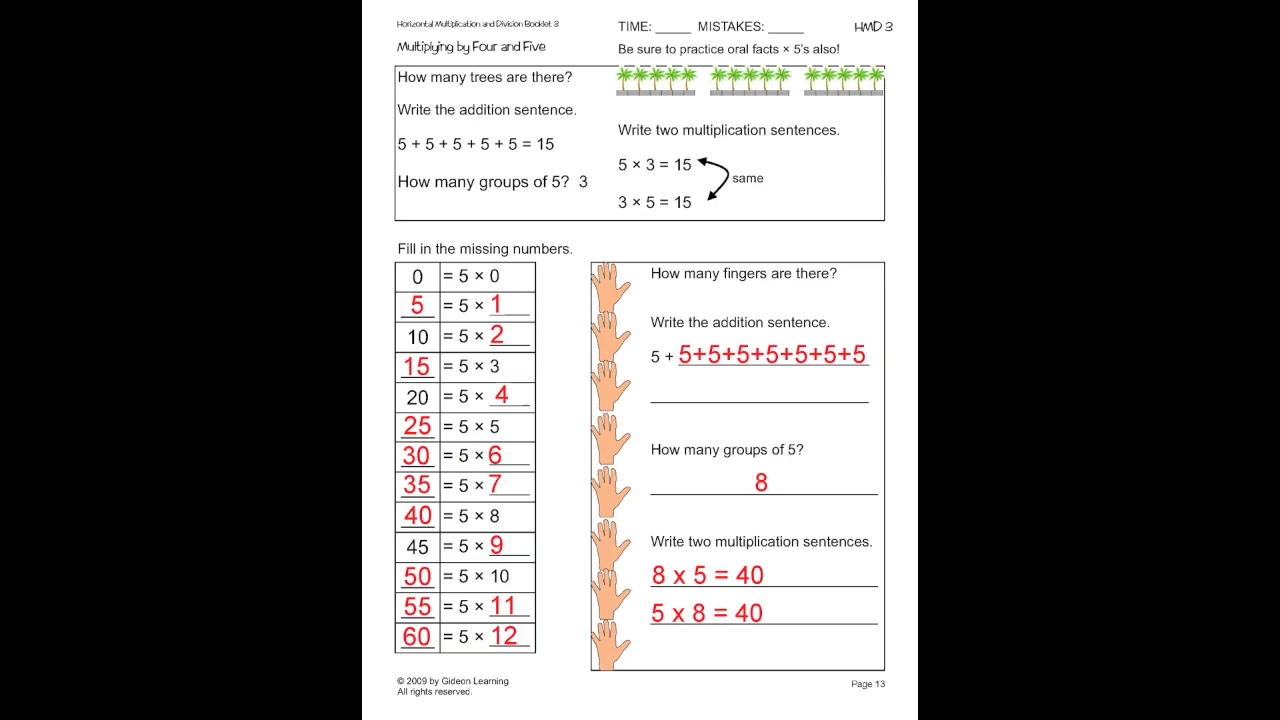 Horizontal Multiplication and Division Booklet 3
TIME: _____ MISTAKES: _____
HMD 3
Multiplying by Four and Five
Be sure to practice oral facts × 5's also!
How many trees are there?
Write the addition sentence.
5 + 5 + 5 + 5 + 5 = 15
How many groups of 5? 3
Write two multiplication sentences.
5 × 3 = 15
same
3 × 5 = 15
Fill in the missing numbers.
0 = 5 × 0
5 = 5 × 1
10 = 5 × 2
15 = 5 × 3
20 = 5 × 4
25 = 5 × 5
30 = 5 × 6
35 = 5 × 7
40 = 5 × 8
45 = 5 × 9
50 = 5 × 10
55 = 5 × 11
60 = 5 × 12
How many fingers are there?
Write the addition sentence.
5 + 5+5+5+5+5+5+5
How many groups of 5?
8
Write two multiplication sentences.
8 x 5 = 40
5 x 8 = 40
© 2009 by Gideon Learning
All rights reserved.
Page 13